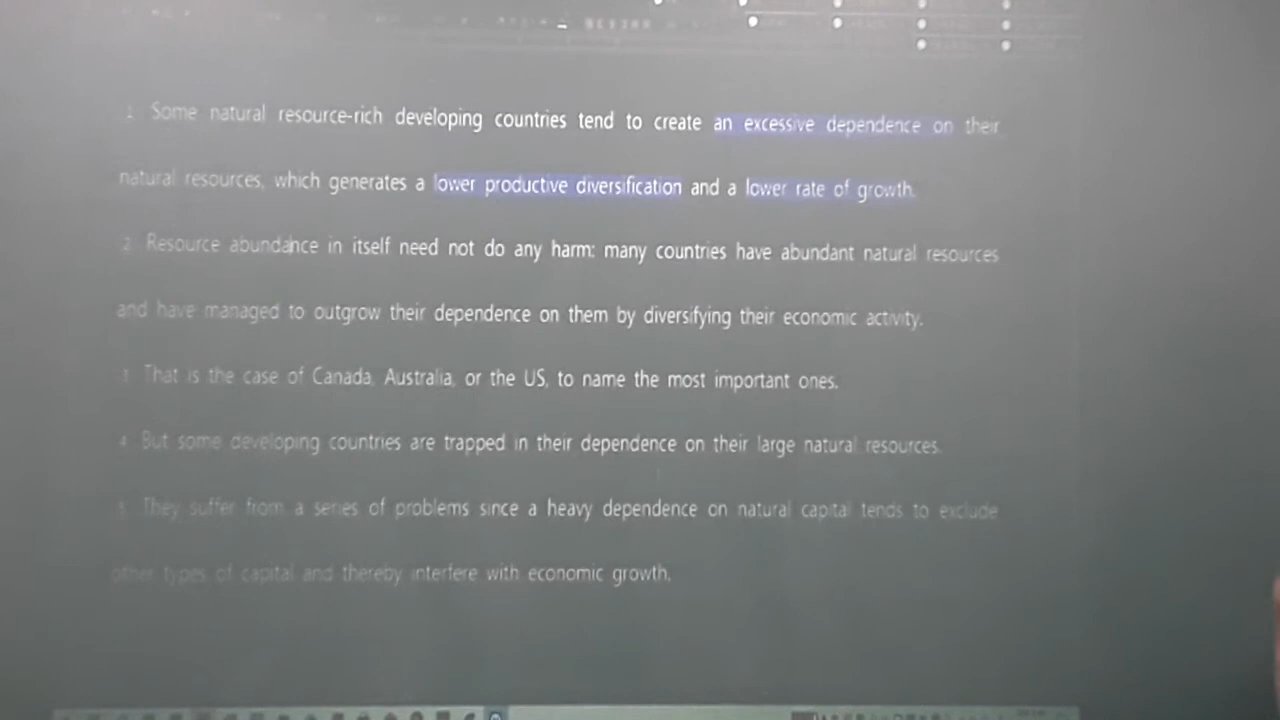 1 Some natural resource-rich developing countries tend to create an excessive dependence on their
natural resources, which generates a lower productive diversification and a lower rate of growth.
2 Resource abundance in itself need not do any harm: many countries have abundant natural resources
and have managed to outgrow their dependence on them by diversifying their economic activity.
3 That is the case of Canada, Australia, or the US, to name the most important ones.
4 But some developing countries are trapped in their dependence on their large natural resources.
5 They suffer from a series of problems since a heavy dependence on natural capital tends to exclude
other types of capital and thereby interfere with economic growth.